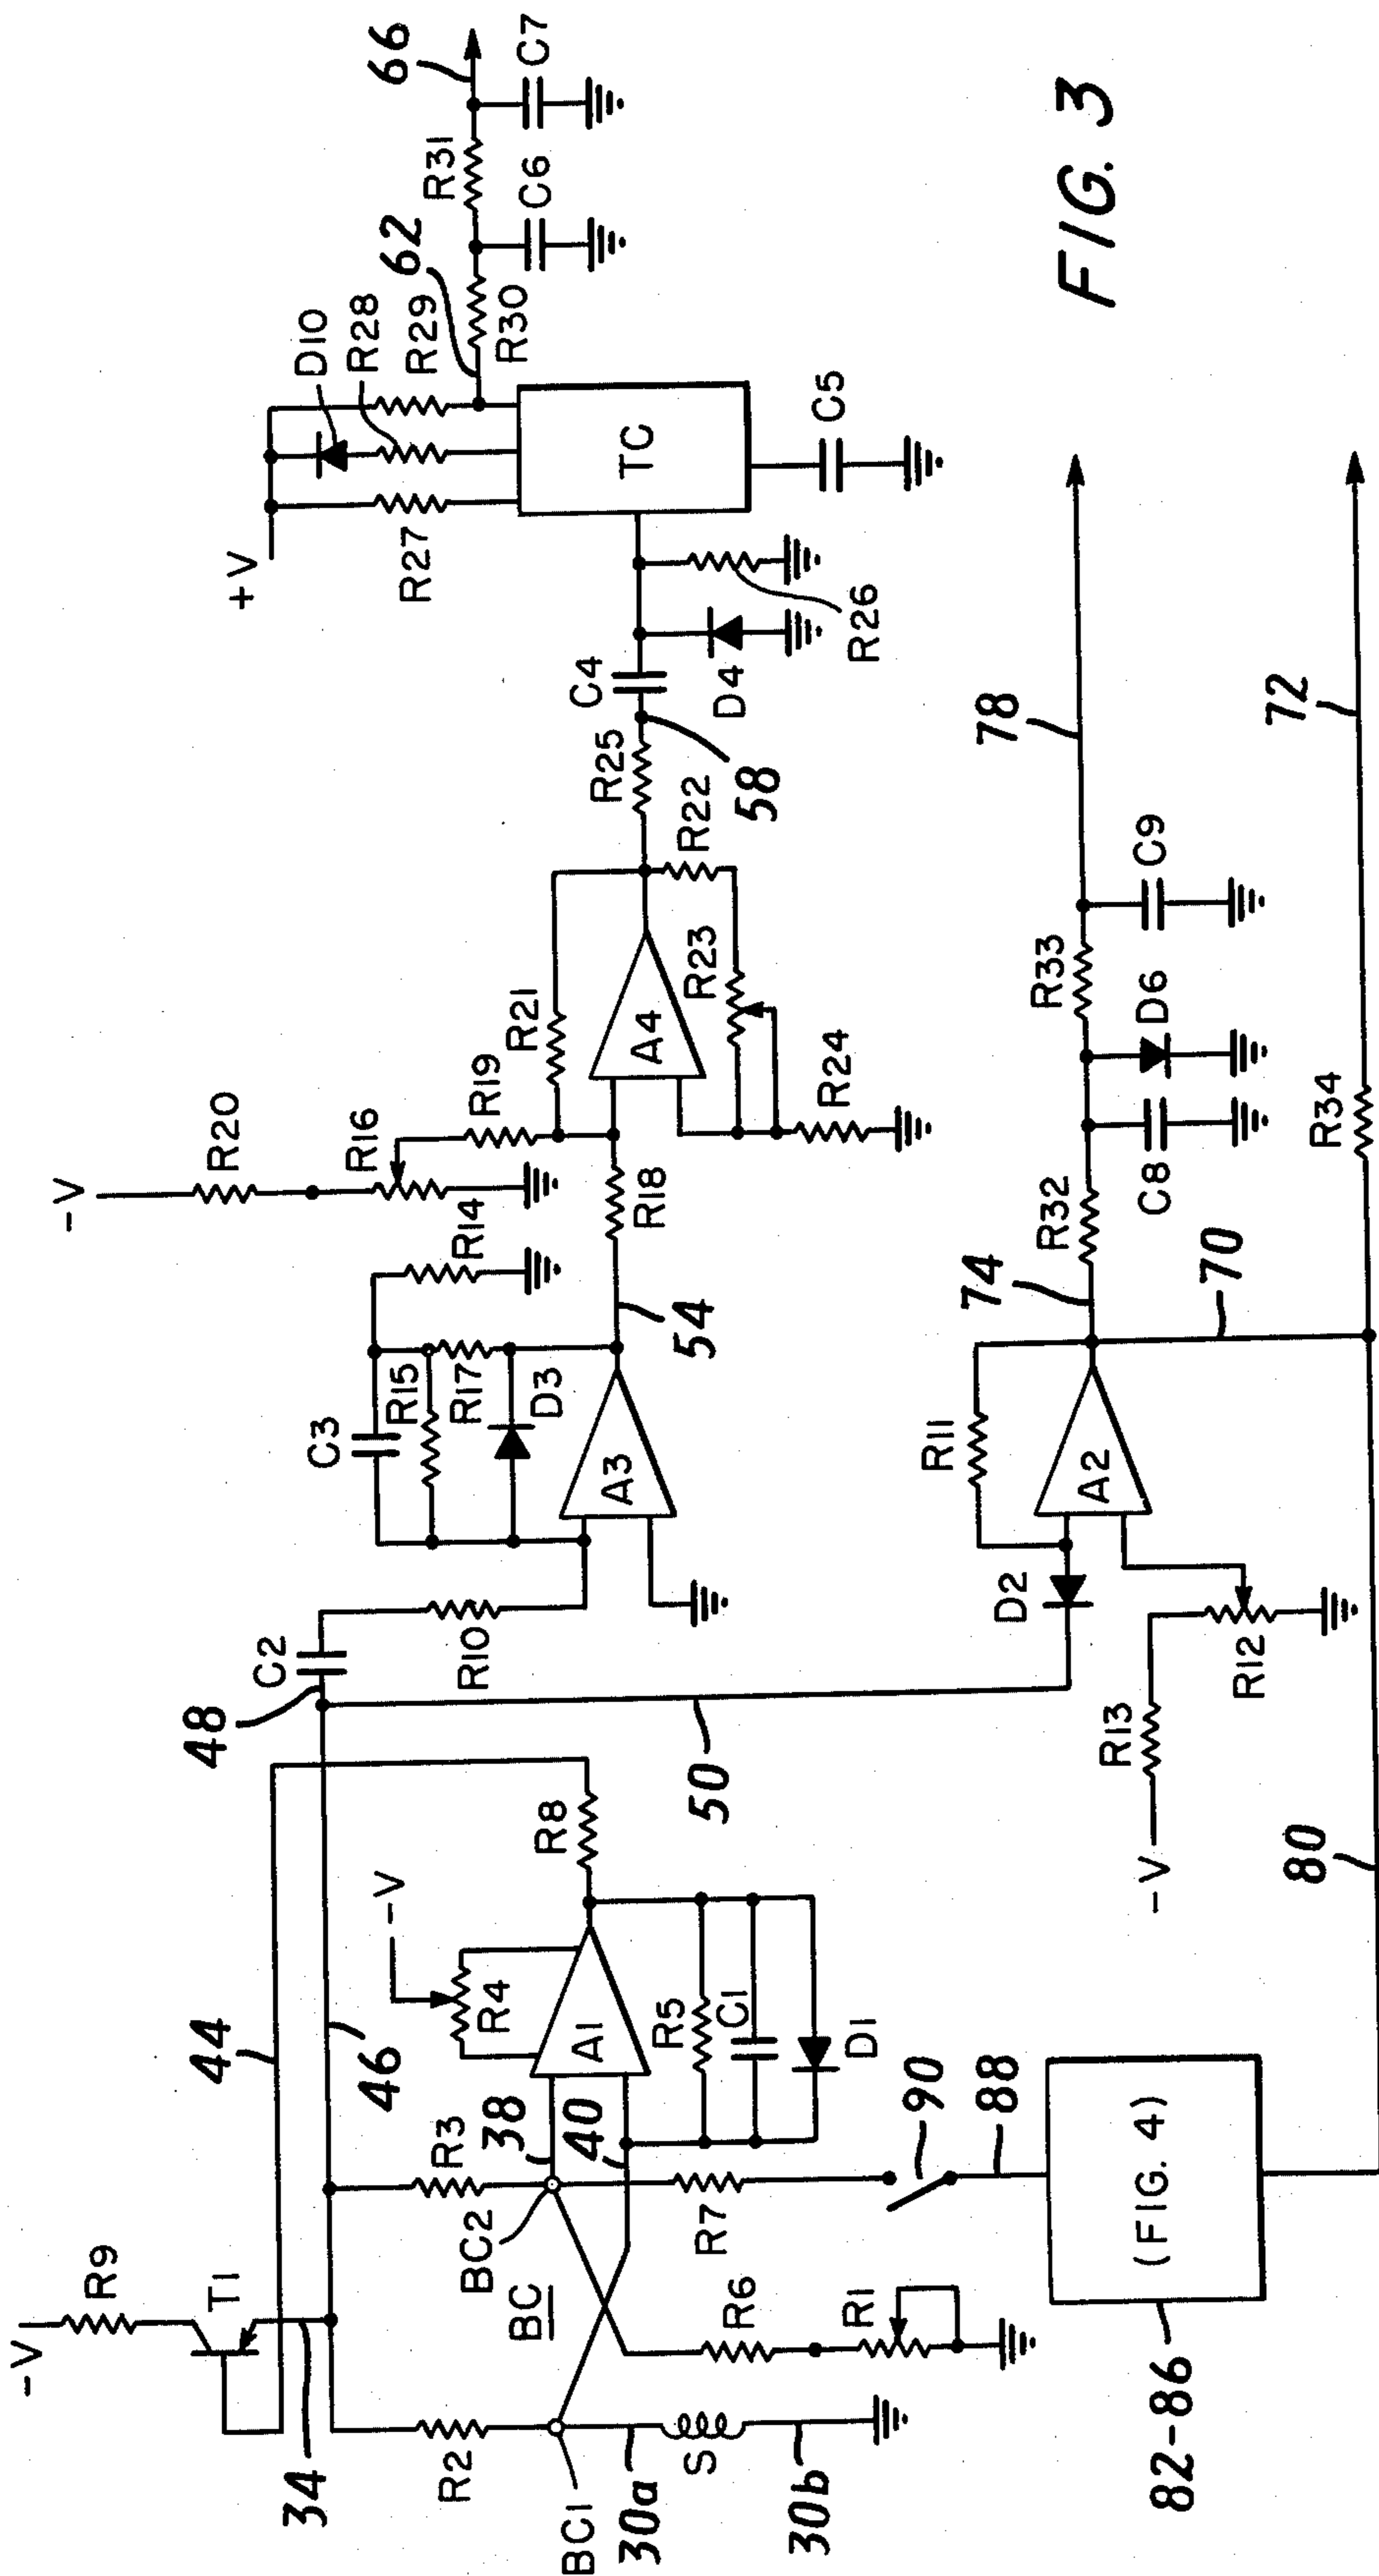 -V
R9
T1
34
44
46
48
C2
R10
R2
BC1
30a
S
30b
BC2
BC
R3
38
40
A1
R4
-V
R8
R5
C1
D1
R6
R1
R7
90
88
(FIG. 4)
82-86
80
50
C3
R15
R17
D3
A3
R14
54
-V
R20
R16
R19
R18
R21
A4
R23
R22
R24
R25
58
C4
D4
R26
+V
R27
D10
R28
R29
TC
C5
62
R30
C6
R31
C7
66
D2
R11
A2
R13
-V
R12
74
70
R32
C8
D6
R33
C9
78
R34
72
FIG. 3